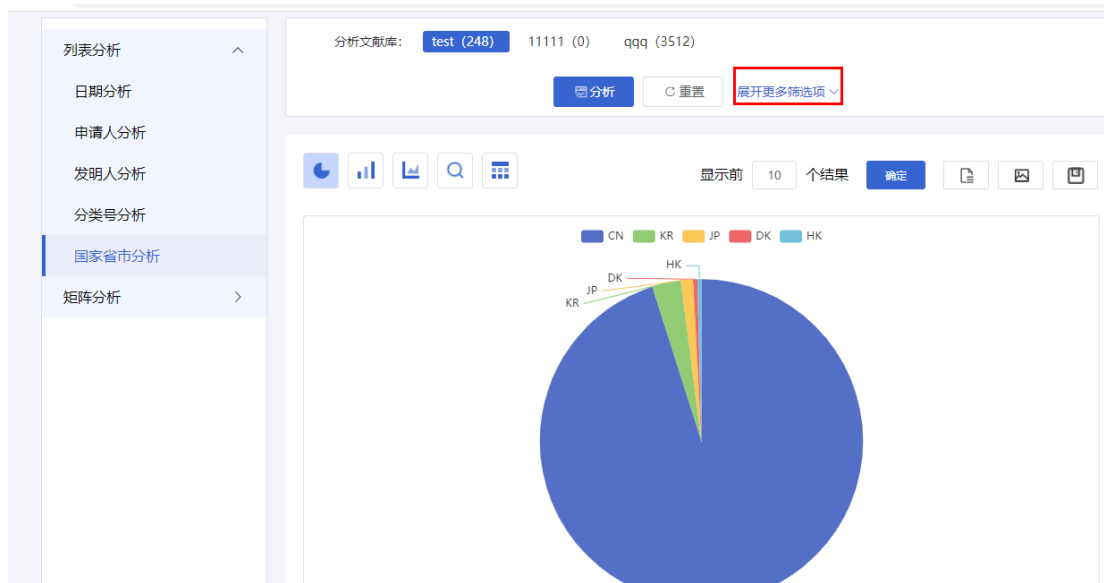 列表分析
日期分析
申请人分析
发明人分析
分类号分析
国家省市分析
矩阵分析
分析文献库： test (248) 11111 (0) qqq (3512)
分析 重置 展开更多筛选项
显示前 10 个结果 确定
CN KR JP DK HK
HK
DK
JP
KR